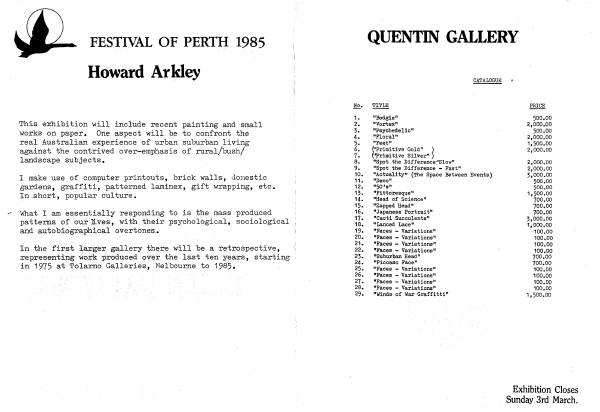 FESTIVAL OF PERTH 1985
Howard Arkley
This exhibition will include recent painting and small
works on paper. One aspect will be to confront the
real Australian experience of urban suburban living
against the contrived over-emphasis of rural/bush/
landscape subjects.
I make use of computer printouts, brick walls, domestic
gardens, graffiti, patterned laminex, gift wrapping, etc.
In short, popular culture.
What I am essentially responding to is the mass produced
patterns of our lives, with their psychological, sociological
and autobiographical overtones.
In the first larger gallery there will be a retrospective,
representing work produced over the last ten years, starting
in 1975 at Tolarno Galleries, Melbourne to 1985.
QUENTIN GALLERY
CATALOGUE
No. TITLE PRICE
1. "Bodgie" 500.00
2. "Vortex" 2,000.00
3. "Psychedelic" 500.00
4. "Floral" 2,000.00
5. "Feet" 1,500.00
6. ("Primitive Gold" ) 2,000.00
7. ("Primitive Silver")
8. "Spot the Difference" 2,000.00
9. "Spot the Difference - Fast" 2,000.00
10. "Actuality" (The Space Between Events) 3,000.00
11. "Deco" 500.00
12. "50's" 500.00
13. "Pitturesque" 1,500.00
14. "Head of Science" 700.00
15. "Zapped Head" 700.00
16. "Japanese Portrait" 700.00
17. "Cacti Succulents" 3,000.00
18. "Lanced Lace" 1,000.00
19. "Faces - Variations" 100.00
20. "Faces - Variations" 100.00
21. "Faces - Variations" 100.00
22. "Faces - Variations" 100.00
23. "Suburban Head" 700.00
24. "Piccaso Face" 700.00
25. "Faces - Variations" 100.00
26. "Faces - Variations" 100.00
27. "Faces - Variations" 100.00
28. "Faces - Variations" 100.00
29. "Winds of War Graffitti" 1,500.00
Exhibition Closes
Sunday 3rd March.